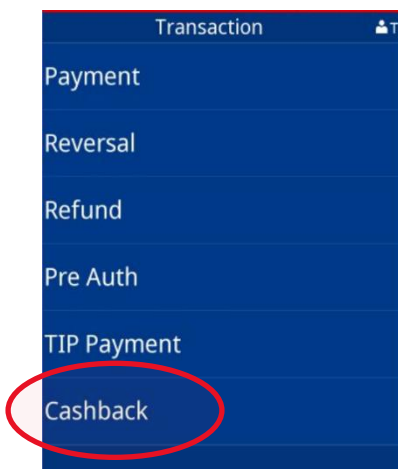 Transaction
Payment
Reversal
Refund
Pre Auth
TIP Payment
Cashback